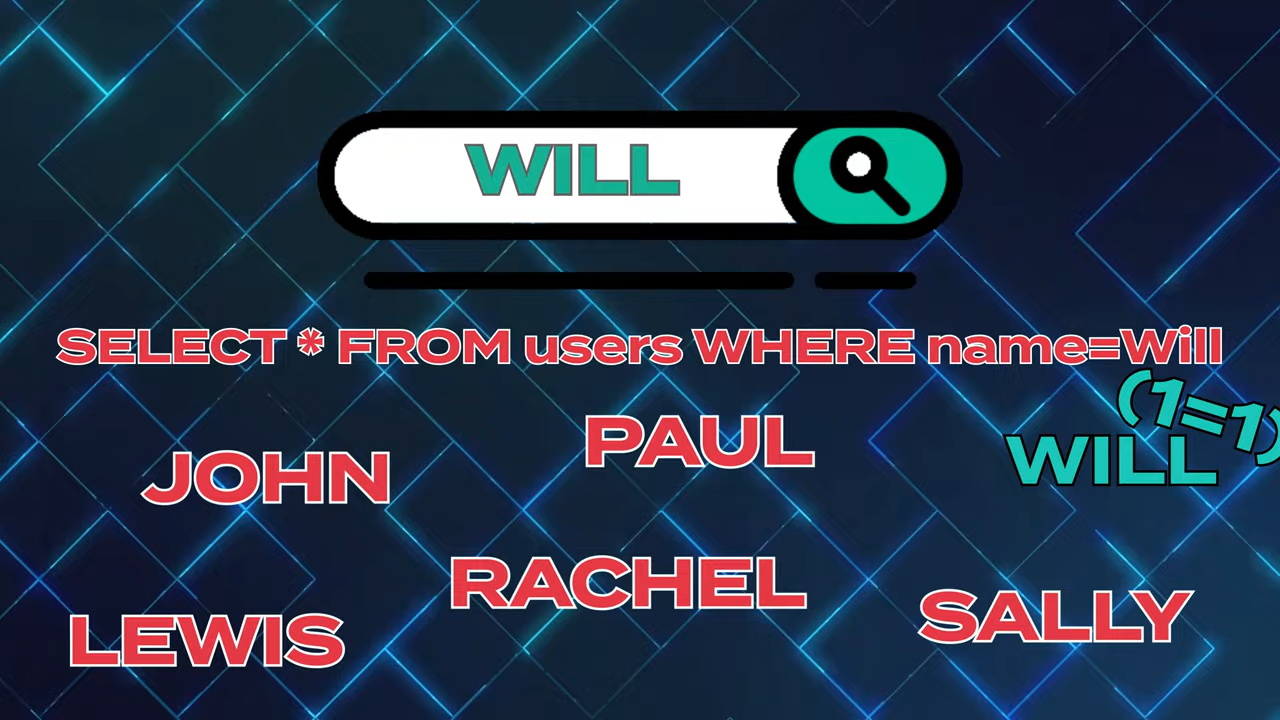 WILL
SELECT * FROM users WHERE name=Will
(1=1)
PAUL
WILL
JOHN
RACHEL
SALLY
LEWIS